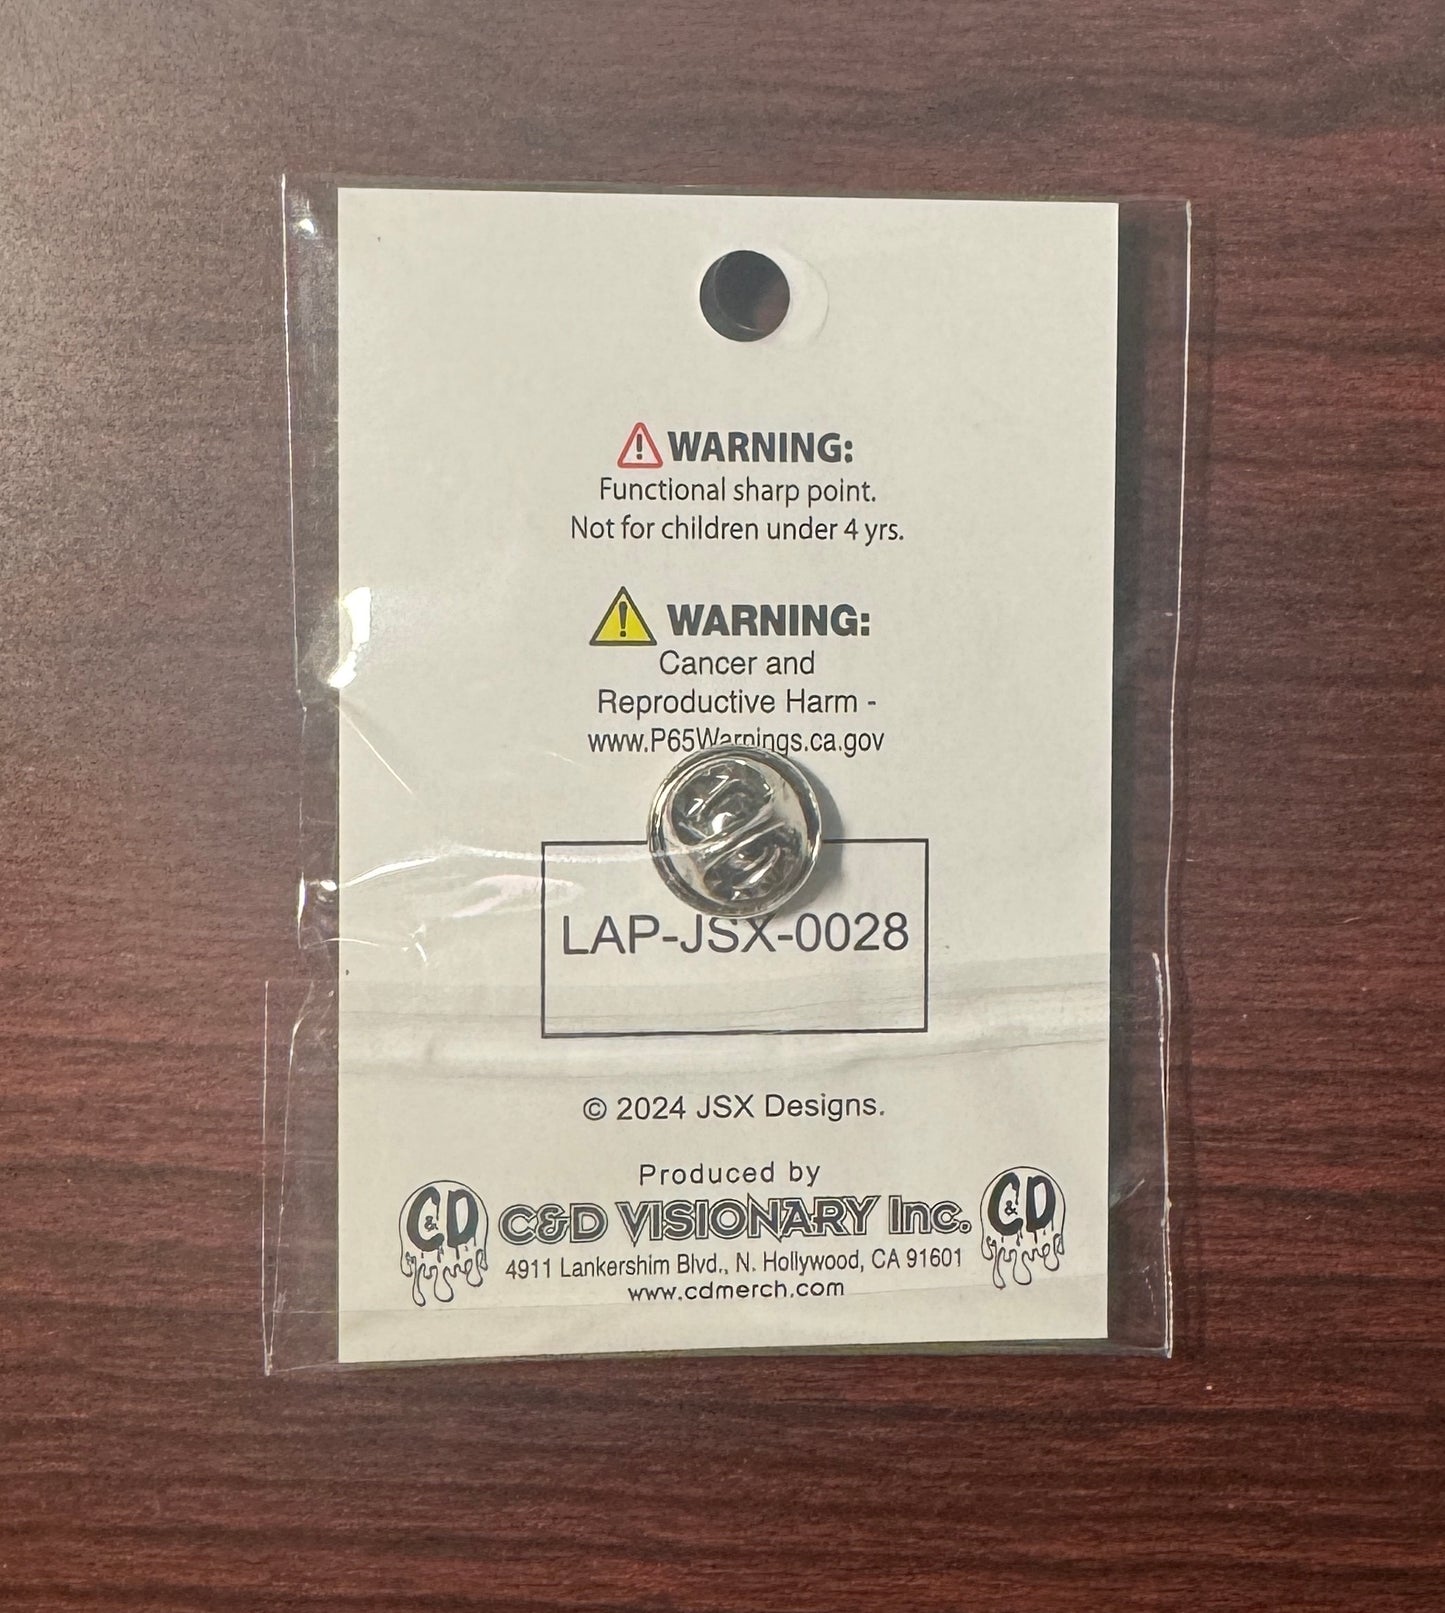 WARNING:
Functional sharp point.
Not for children under 4 yrs.
WARNING:
Cancer and
Reproductive Harm -
www.P65Warnings.ca.gov
LAP-JSX-0028
© 2024 JSX Designs.
Produced by
C&D C&D VISIONARY Inc. C&D
4911 Lankershim Blvd., N. Hollywood, CA 91601
www.cdmerch.com